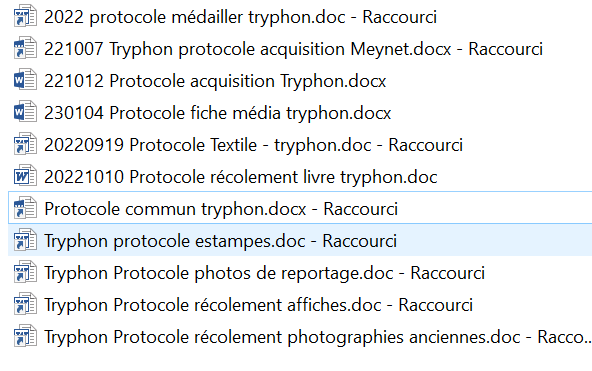 2022 protocole médailler tryphon.doc - Raccourci
221007 Tryphon protocole acquisition Meynet.docx - Raccourci
221012 Protocole acquisition Tryphon.docx
230104 Protocole fiche média tryphon.docx
20220919 Protocole Textile - tryphon.doc - Raccourci
20221010 Protocole récolement livre tryphon.doc
Protocole commun tryphon.docx - Raccourci
Tryphon protocole estampes.doc - Raccourci
Tryphon Protocole photos de reportage.doc - Raccourci
Tryphon Protocole récolement affiches.doc - Raccourci
Tryphon Protocole récolement photographies anciennes.doc - Racco...